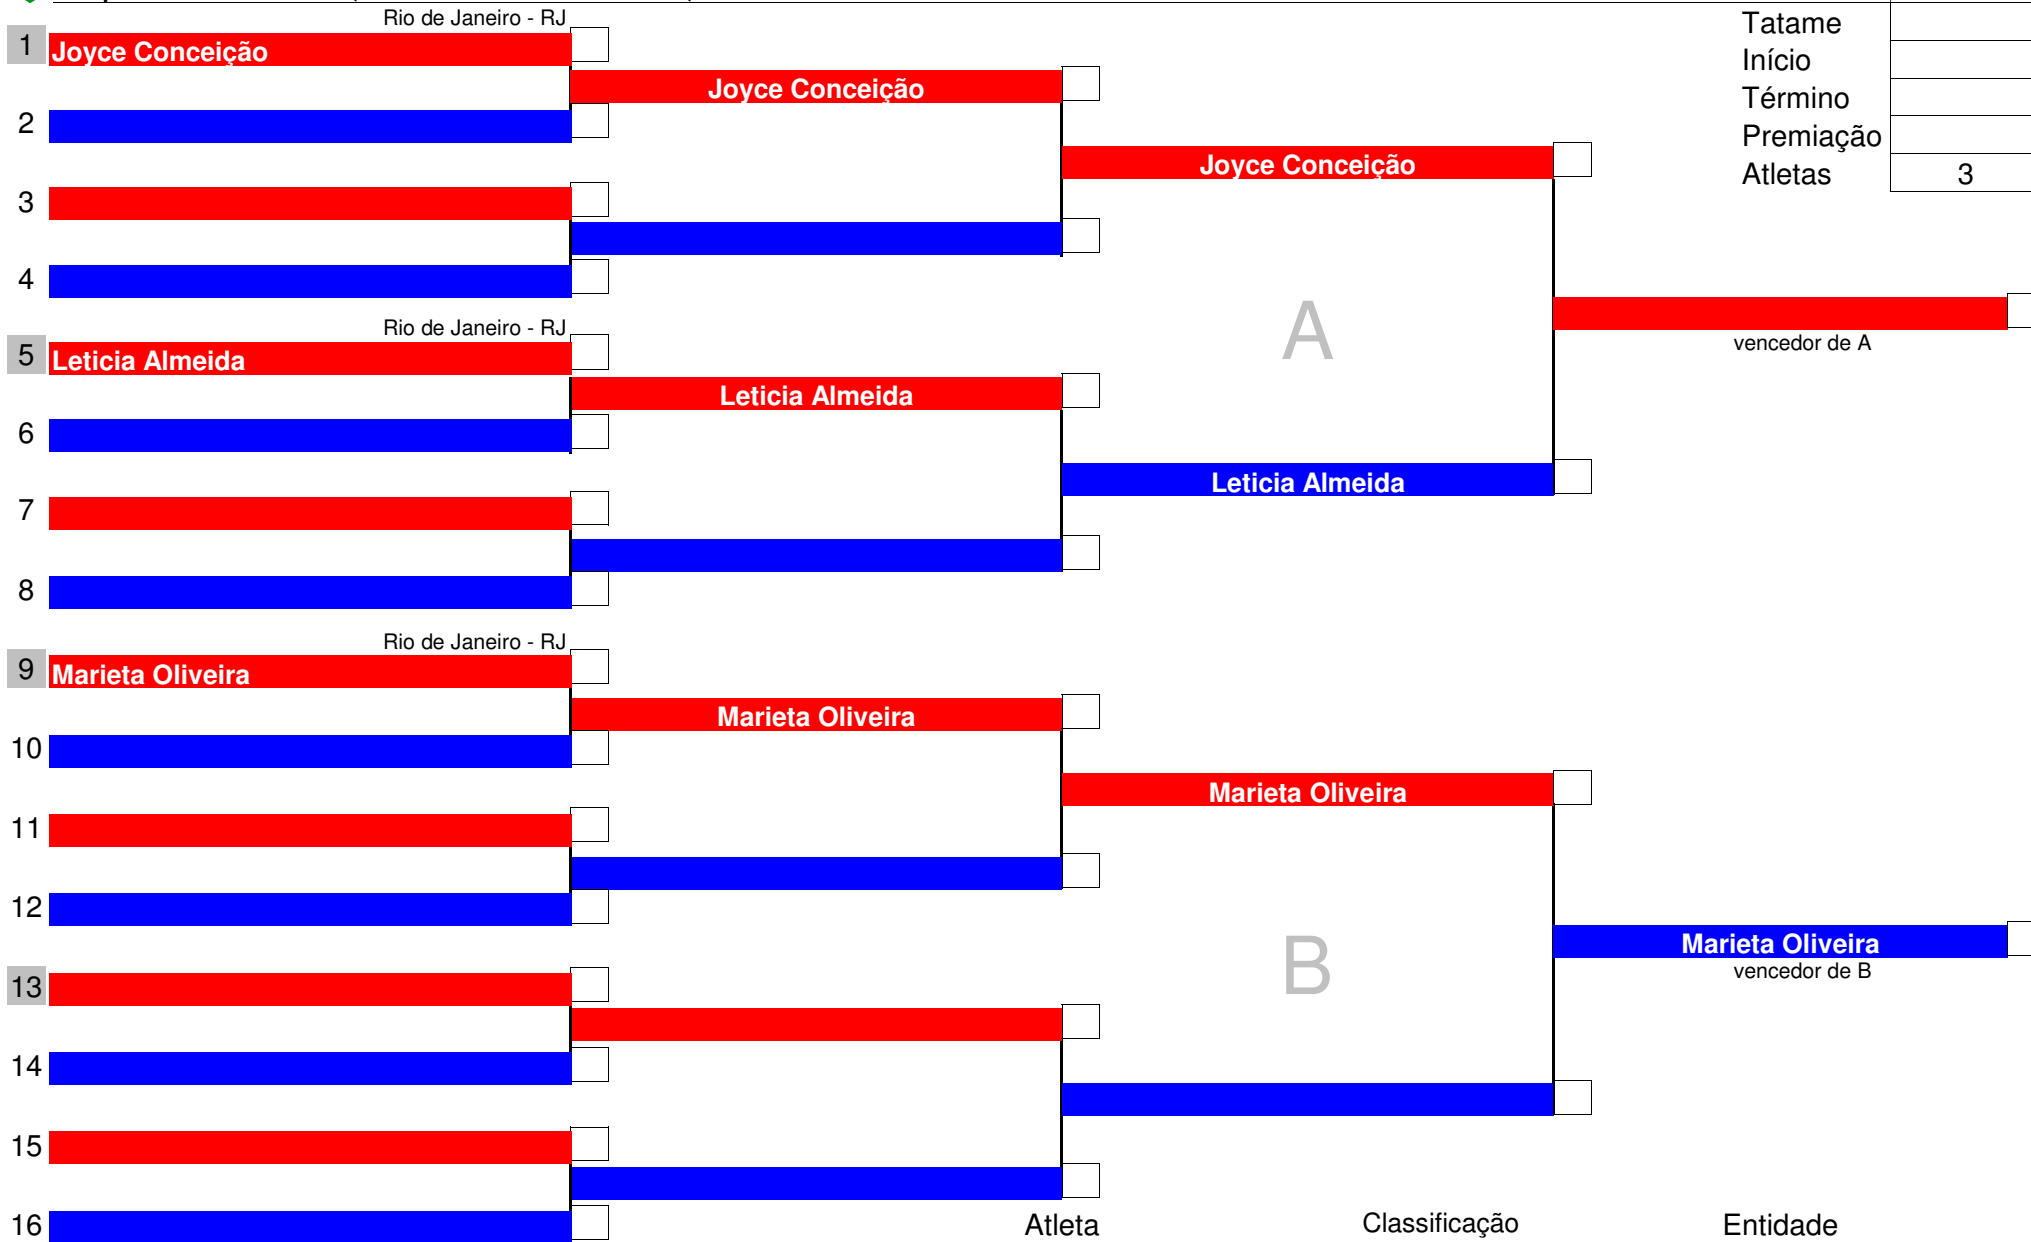 Rio de Janeiro - RJ
1 Joyce Conceição
Joyce Conceição
2
Joyce Conceição
3
4
Tatame
Início
Término
Premiação
Atletas 3
Rio de Janeiro - RJ
5 Leticia Almeida
Leticia Almeida
6
Leticia Almeida
7
8
A
vencedor de A
Rio de Janeiro - RJ
9 Marieta Oliveira
Marieta Oliveira
10
Marieta Oliveira
11
12
B
Marieta Oliveira
vencedor de B
13
14
15
16
Atleta Classificação Entidade